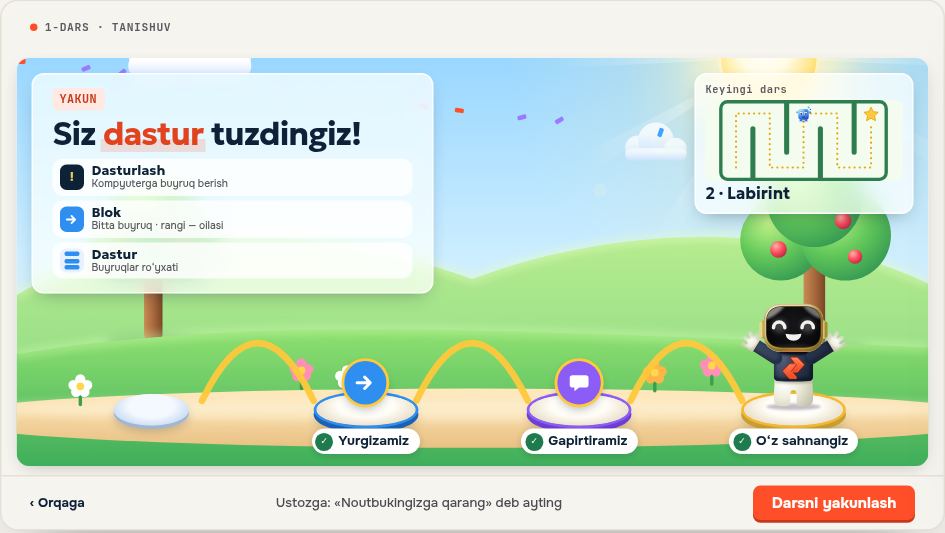 1-DARS · TANISHUV
YAKUN
Siz dastur tuzdingiz!
!
Dasturlash
Kompyuterga buyruq berish
Blok
Bitta buyruq · rangi — oilasi
Dastur
Buyruqlar ro‘yxati
Keyingi dars
2 · Labirint
✓ Yurgizamiz
✓ Gapirtiramiz
✓ O‘z sahnangiz
‹ Orqaga
Ustozga: «Noutbukingizga qarang» deb ayting
Darsni yakunlash